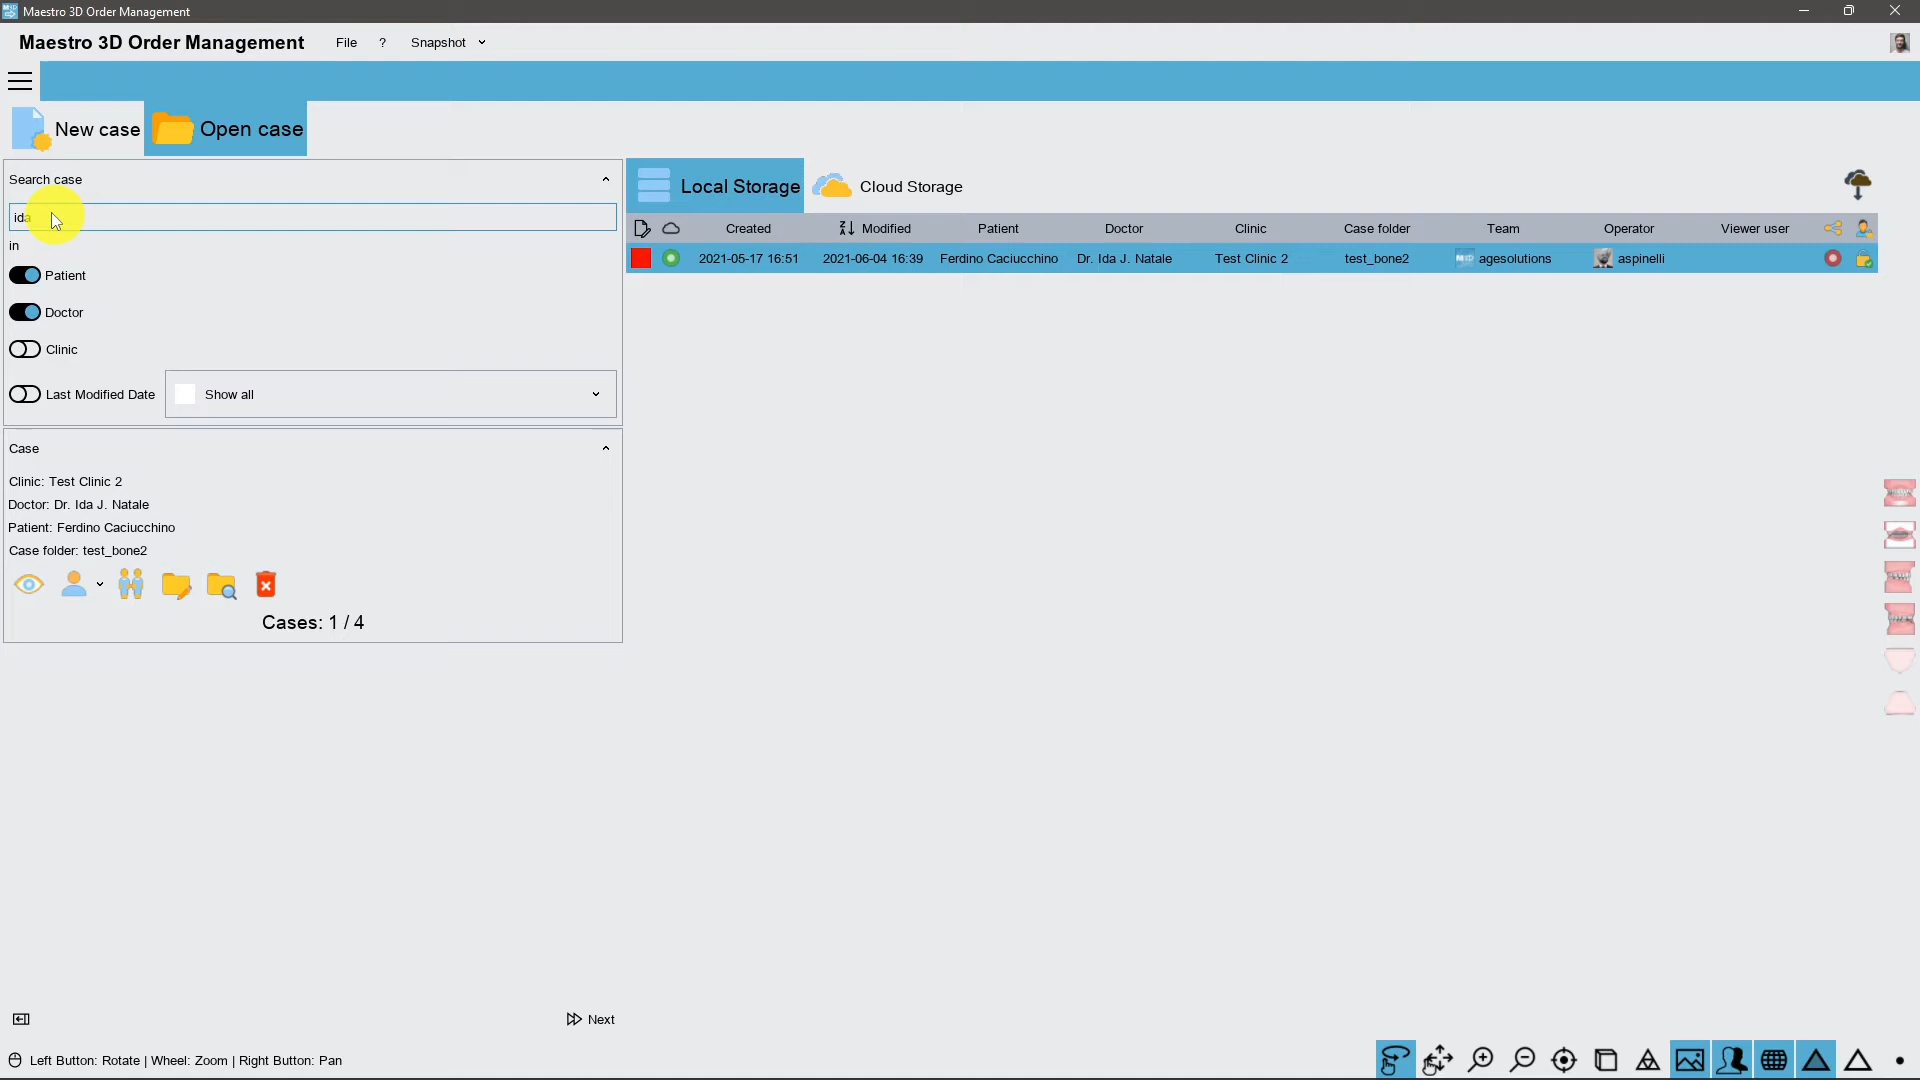 Maestro 3D Order Management
Maestro 3D Order Management File ? Snapshot
New case Open case
Search case
ida
in
Patient
Doctor
Clinic
Last Modified Date Show all
Case
Clinic: Test Clinic 2
Doctor: Dr. Ida J. Natale
Patient: Ferdino Caciucchino
Case folder: test_bone2
Cases: 1 / 4
Next
Local Storage Cloud Storage
Created Modified Patient Doctor Clinic Case folder Team Operator Viewer user
2021-05-17 16:51 2021-06-04 16:39 Ferdino Caciucchino Dr. Ida J. Natale Test Clinic 2 test_bone2 agesolutions aspinelli
Left Button: Rotate | Wheel: Zoom | Right Button: Pan